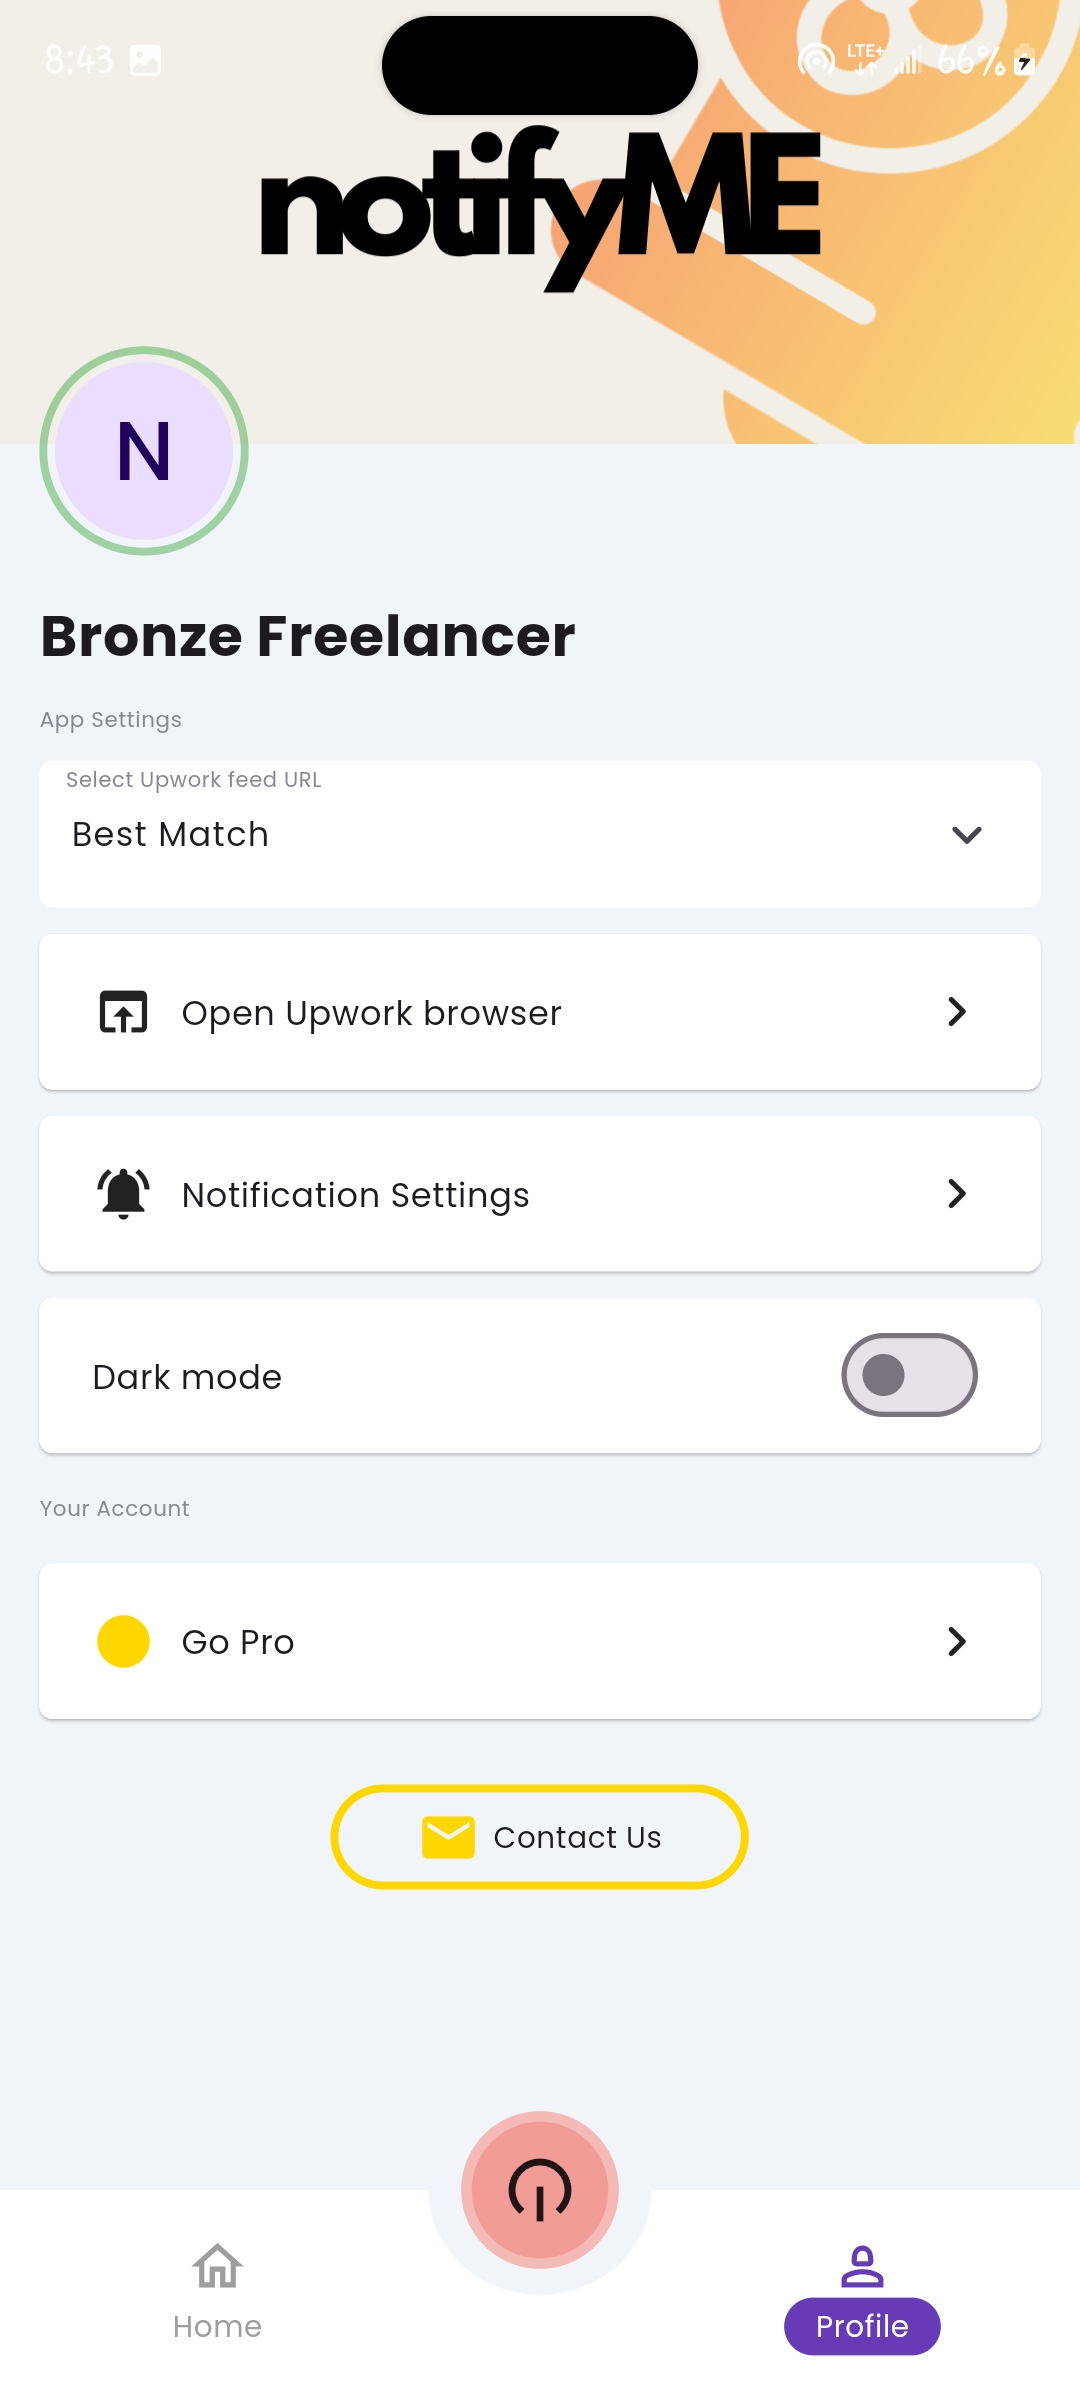 8:43
LTE+
66%
notifyME
N
Bronze Freelancer
App Settings
Select Upwork feed URL
Best Match
Open Upwork browser
Notification Settings
Dark mode
Your Account
Go Pro
Contact Us
Home
Profile